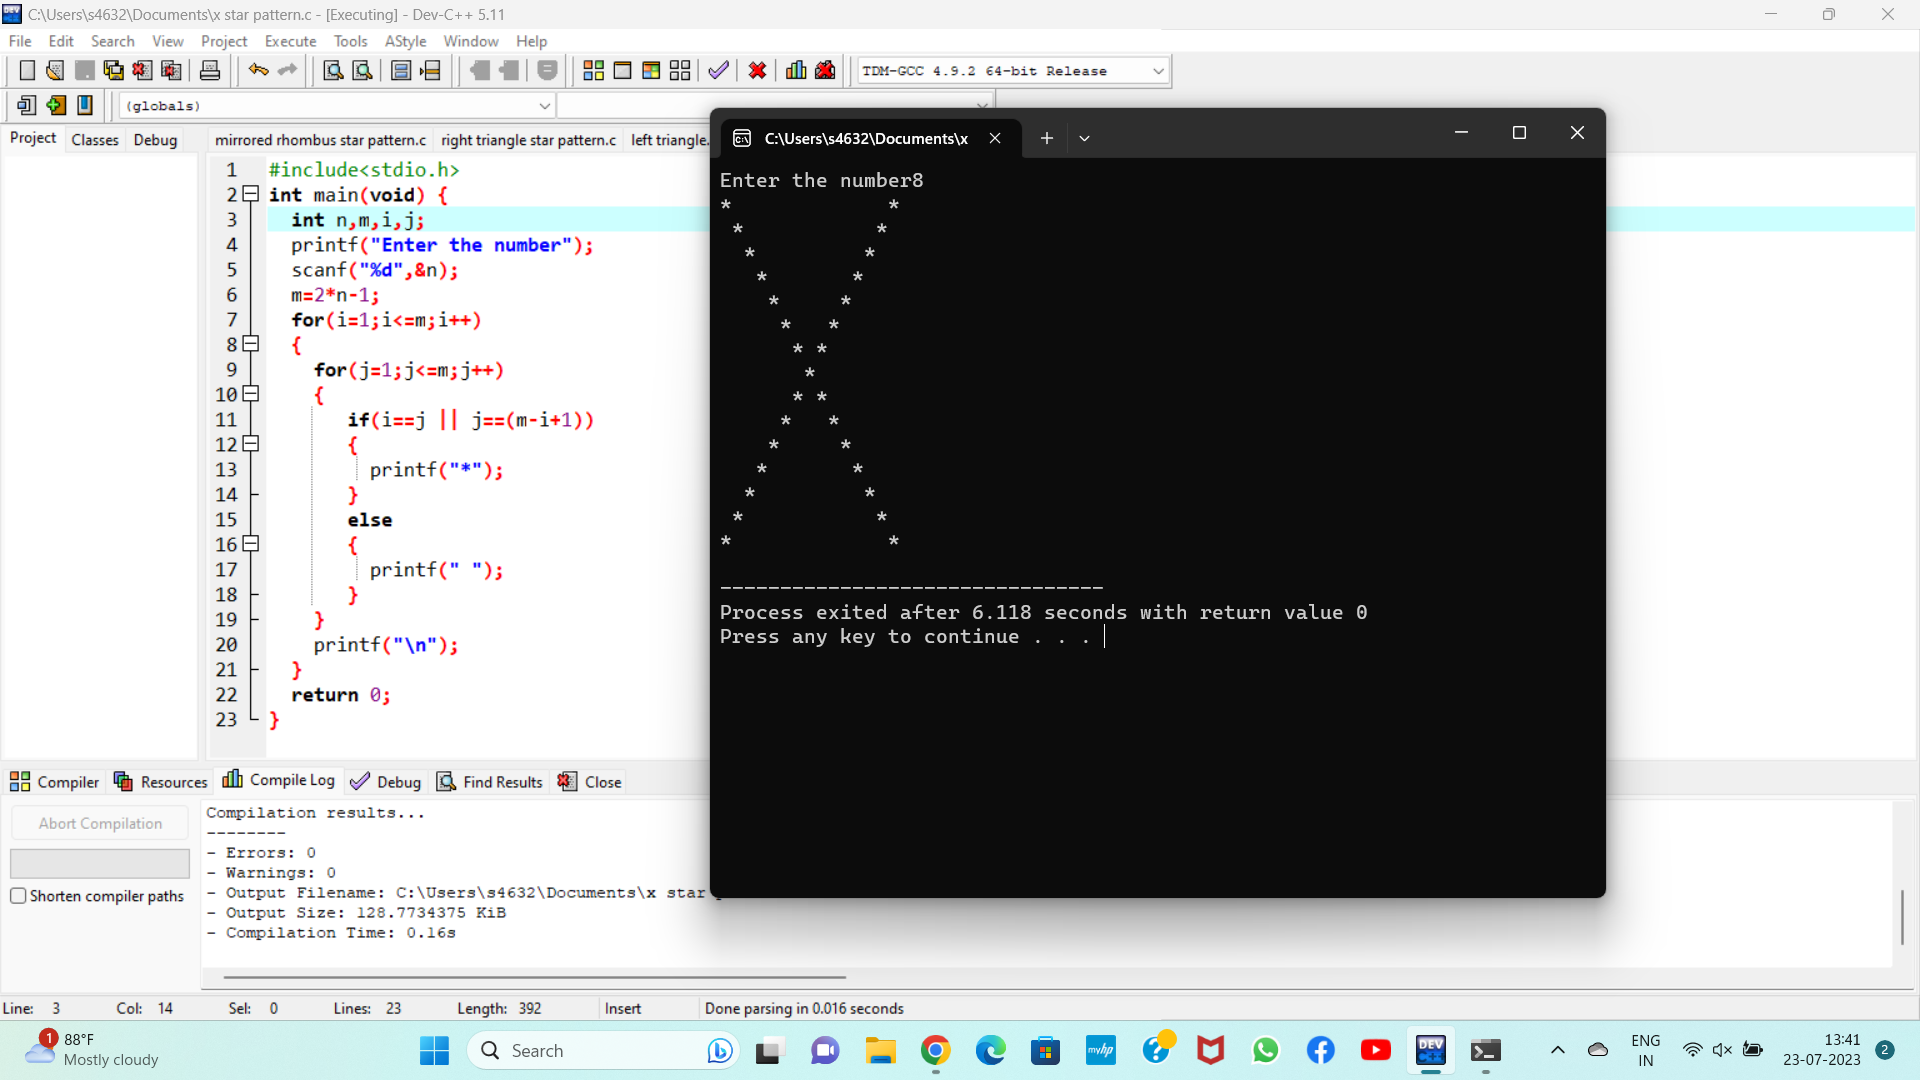 C:\Users\s4632\Documents\x star pattern.c - [Executing] - Dev-C++ 5.11
File Edit Search View Project Execute Tools AStyle Window Help
TDM-GCC 4.9.2 64-bit Release
(globals)
Project Classes Debug
mirrored rhombus star pattern.c right triangle star pattern.c left triangle.
1 #include<stdio.h>
2 int main(void) {
3 int n,m,i,j;
4 printf("Enter the number");
5 scanf("%d",&n);
6 m=2*n-1;
7 for(i=1;i<=m;i++)
8 {
9 for(j=1;j<=m;j++)
10 {
11 if(i==j || j==(m-i+1))
12 {
13 printf("*");
14 }
15 else
16 {
17 printf(" ");
18 }
19 }
20 printf("\n");
21 }
22 return 0;
23 }
C:\Users\s4632\Documents\x
Enter the number8
*             *
 *           *
  *         *
   *       *
    *     *
     *   *
      * *
       *
      * *
     *   *
    *     *
   *       *
  *         *
 *           *
*             *
--------------------------------
Process exited after 6.118 seconds with return value 0
Press any key to continue . . .
Compiler Resources Compile Log Debug Find Results Close
Abort Compilation
Shorten compiler paths
Compilation results...
--------
- Errors: 0
- Warnings: 0
- Output Filename: C:\Users\s4632\Documents\x star
- Output Size: 128.7734375 KiB
- Compilation Time: 0.16s
Line: 3 Col: 14 Sel: 0 Lines: 23 Length: 392 Insert Done parsing in 0.016 seconds
1
88°F
Mostly cloudy
Search
myhp
DEV C++
ENG
IN
13:41
23-07-2023
2